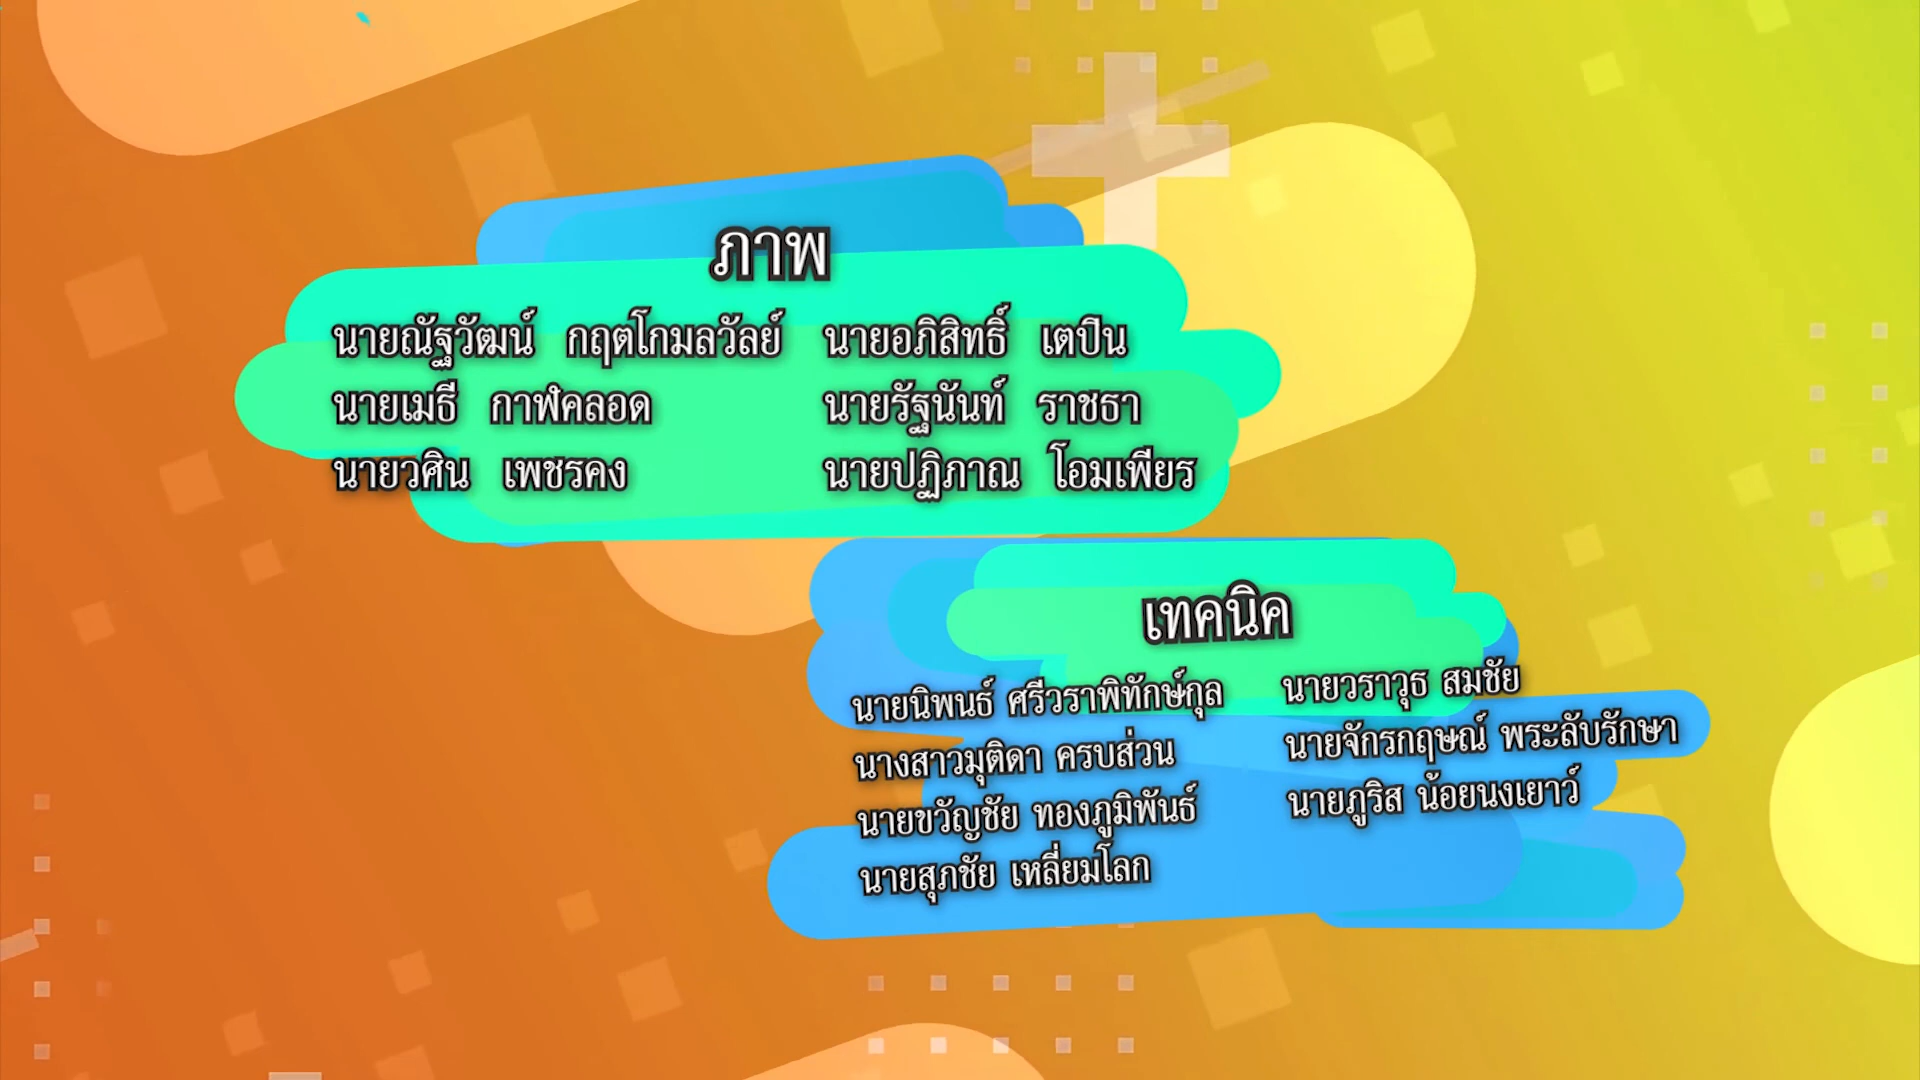 ภาพ
นายณัฐวัฒน์ กฤตโกมลวัลย์ นายอภิสิทธิ์ เตปิน
นายเมธี กาฬคลอด นายรัฐนันท์ ราชธา
นายวศิน เพชรคง นายปฏิภาณ โอมเพียร
เทคนิค
นายนิพนธ์ ศรีวราพิทักษ์กุล นายวราวุธ สมชัย
นางสาวมุติดา ครบส่วน นายจักรกฤษณ์ พระลับรักษา
นายขวัญชัย ทองภูมิพันธ์ นายภูริส น้อยนงเยาว์
นายสุภชัย เหลี่ยมโลก